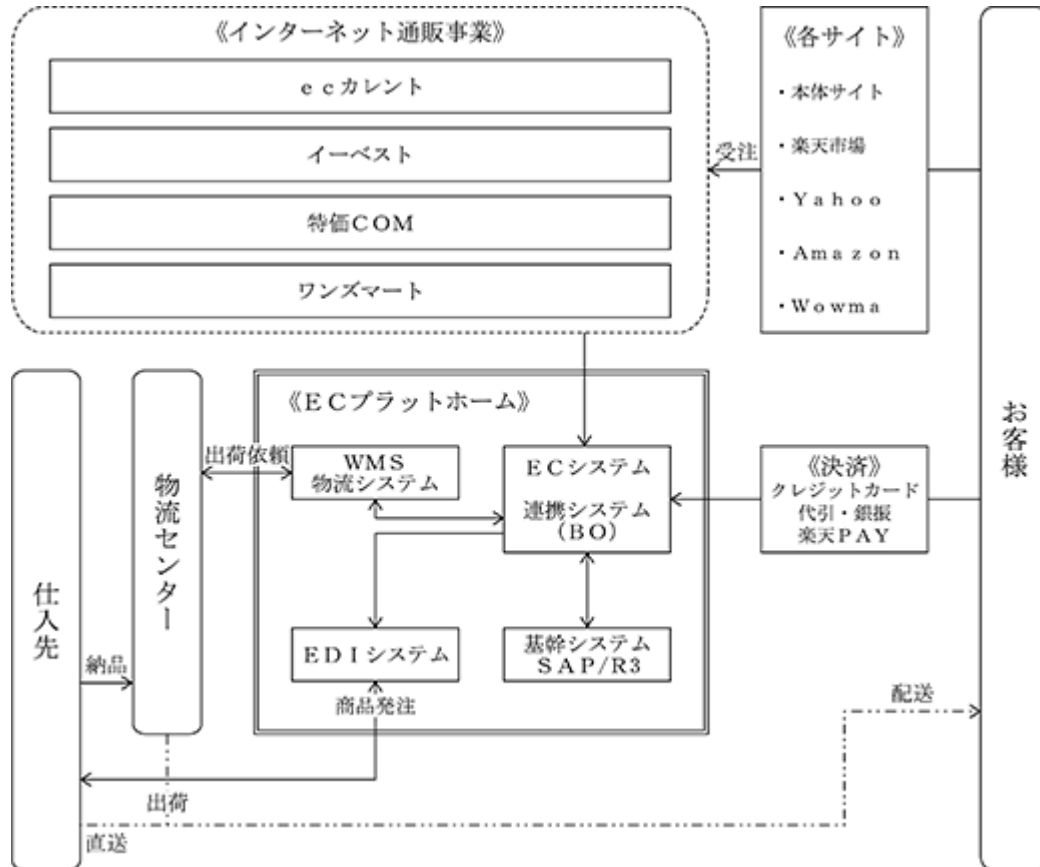 《インターネット通販事業》
ｅｃカレント
イーベスト
特価ＣＯＭ
ワンズマート
受注
《各サイト》
・本体サイト
・楽天市場
・Ｙａｈｏｏ
・Ａｍａｚｏｎ
・Ｗｏｗｍａ
お客様
仕入先
物流センター
《ＥＣプラットホーム》
出荷依頼
WMS
物流システム
ＥＣシステム
連携システム
（ＢＯ）
《決済》
クレジットカード
代引・銀振
楽天ＰＡＹ
ＥＤＩシステム
基幹システム
ＳＡＰ/Ｒ3
納品
商品発注
配送
出荷
直送